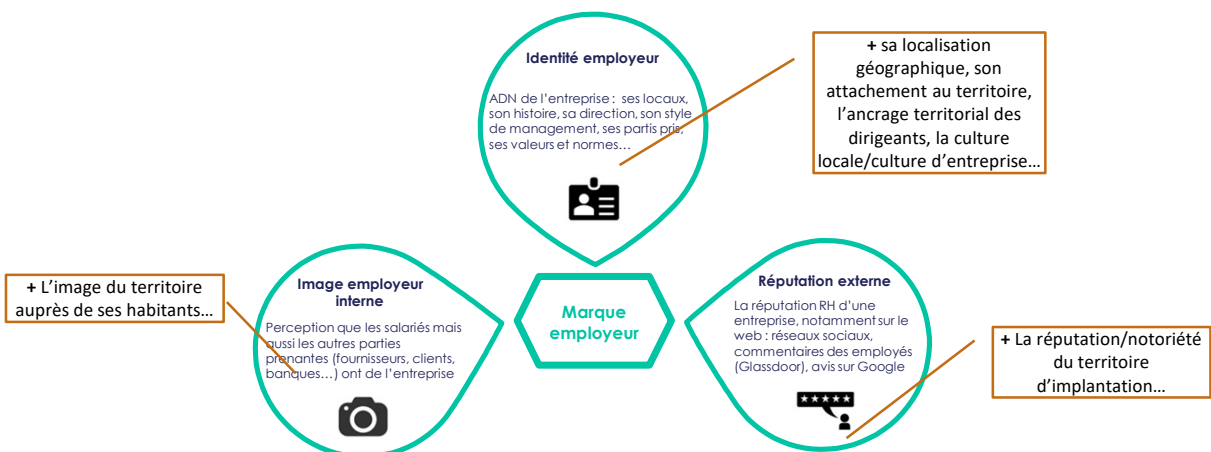 Identité employeur
ADN de l'entreprise : ses locaux,
son histoire, sa direction, son style
de management, ses partis pris,
ses valeurs et normes…
+ sa localisation
géographique, son
attachement au territoire,
l'ancrage territorial des
dirigeants, la culture
locale/culture d'entreprise…
+ L'image du territoire
auprès de ses habitants…
Image employeur
interne
Perception que les salariés mais
aussi les autres parties
prenantes (fournisseurs, clients,
banques…) ont de l'entreprise
Marque
employeur
Réputation externe
La réputation RH d'une
entreprise, notamment sur le
web : réseaux sociaux,
commentaires des employés
(Glassdoor), avis sur Google
+ La réputation/notoriété
du territoire
d'implantation…